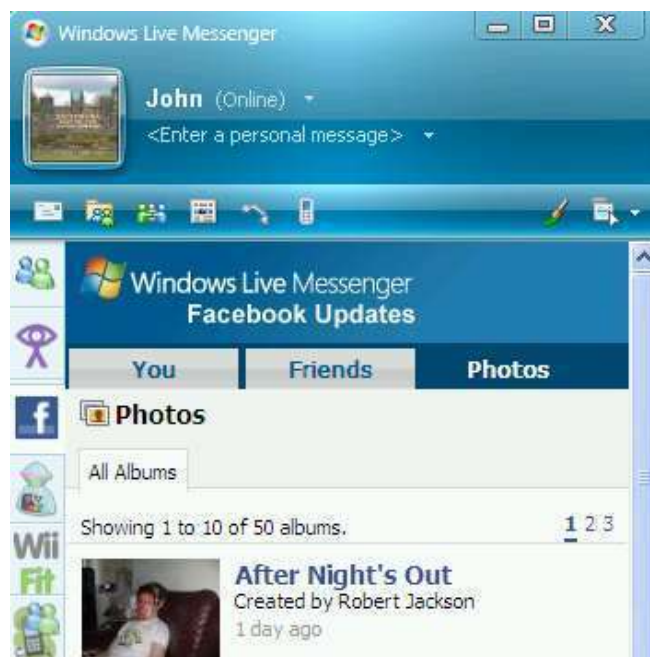 Windows Live Messenger
John (Online)
<Enter a personal message>
Windows Live Messenger
Facebook Updates
You Friends Photos
Photos
All Albums
Showing 1 to 10 of 50 albums. 1 2 3
Wii
Fit
After Night's Out
Created by Robert Jackson
1 day ago